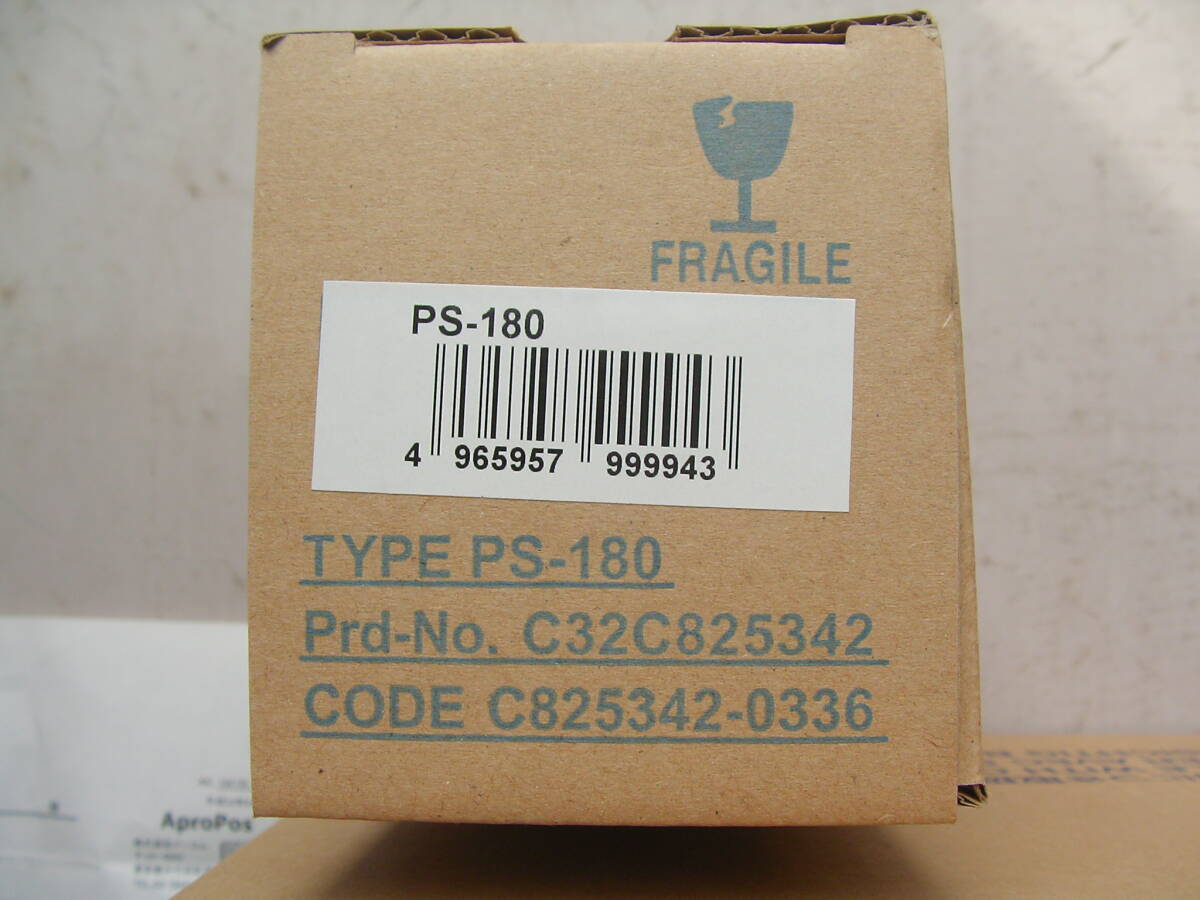 FRAGILE
PS-180
4 965957 999943
TYPE PS-180
Prd-No. C32C825342
CODE C825342-0336
AproPos